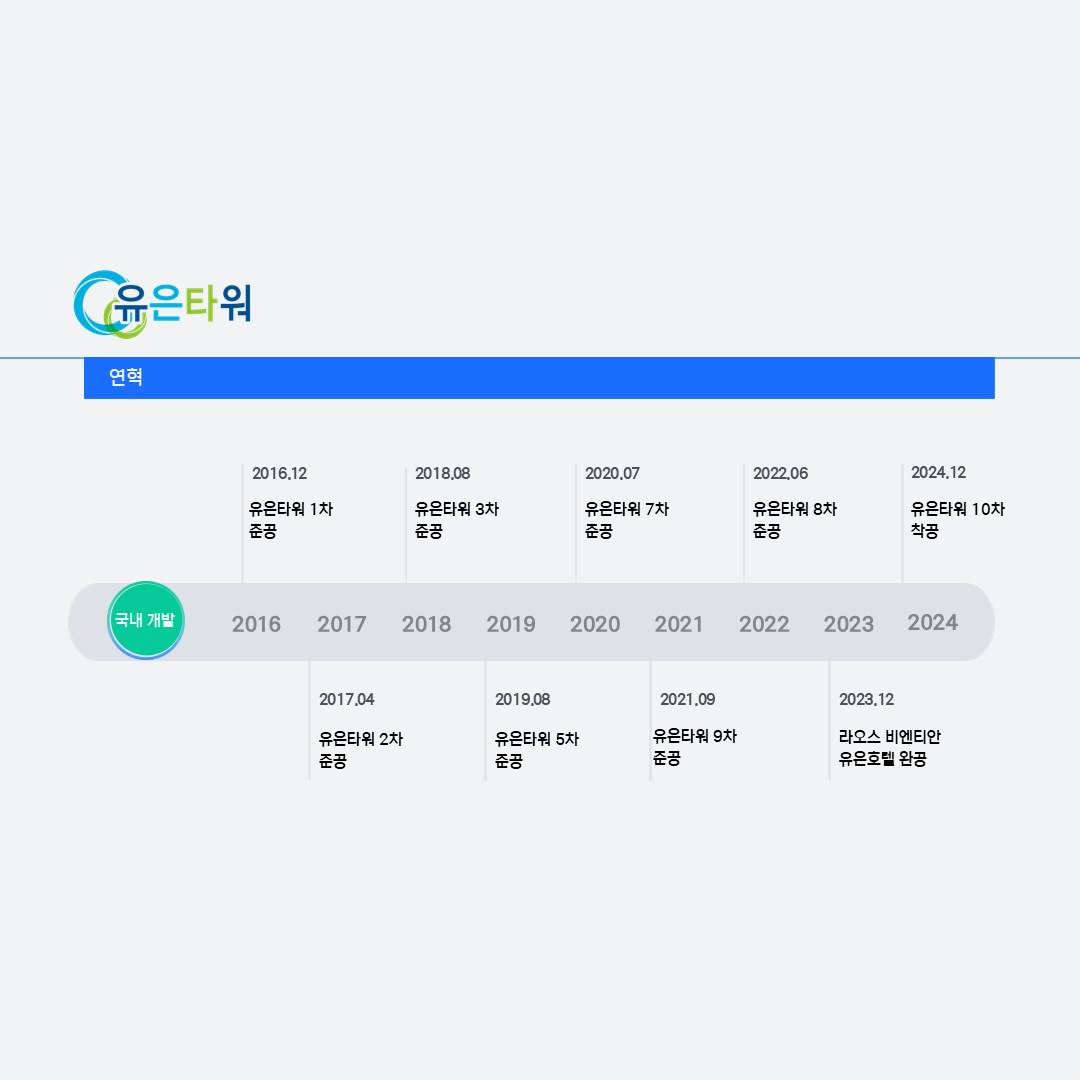 유은타워
연혁
2016.12
유은타워 1차
준공
2018.08
유은타워 3차
준공
2020.07
유은타워 7차
준공
2022.06
유은타워 8차
준공
2024.12
유은타워 10차
착공
국내 개발
2016 2017 2018 2019 2020 2021 2022 2023 2024
2017.04
유은타워 2차
준공
2019.08
유은타워 5차
준공
2021.09
유은타워 9차
준공
2023.12
라오스 비엔티안
유은호텔 완공